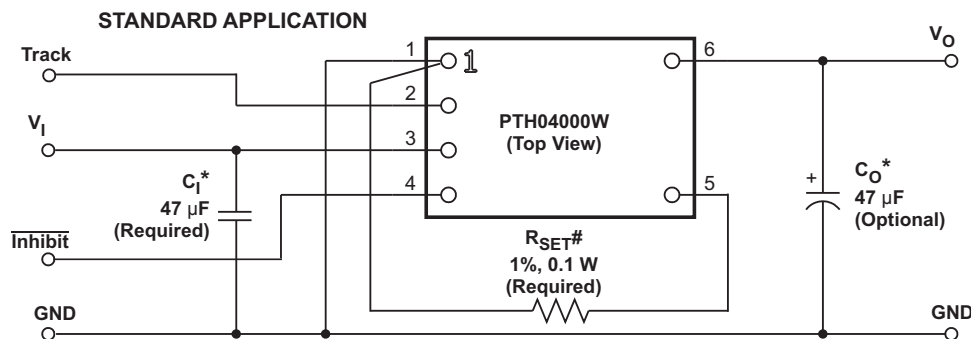 STANDARD APPLICATION
Track
1
1
6
V_O
2
PTH04000W
(Top View)
V_I
3
C_I*
47 μF
(Required)
4
5
C_O*
+
47 μF
(Optional)
Inhibit
R_SET#
1%, 0.1 W
(Required)
GND
GND